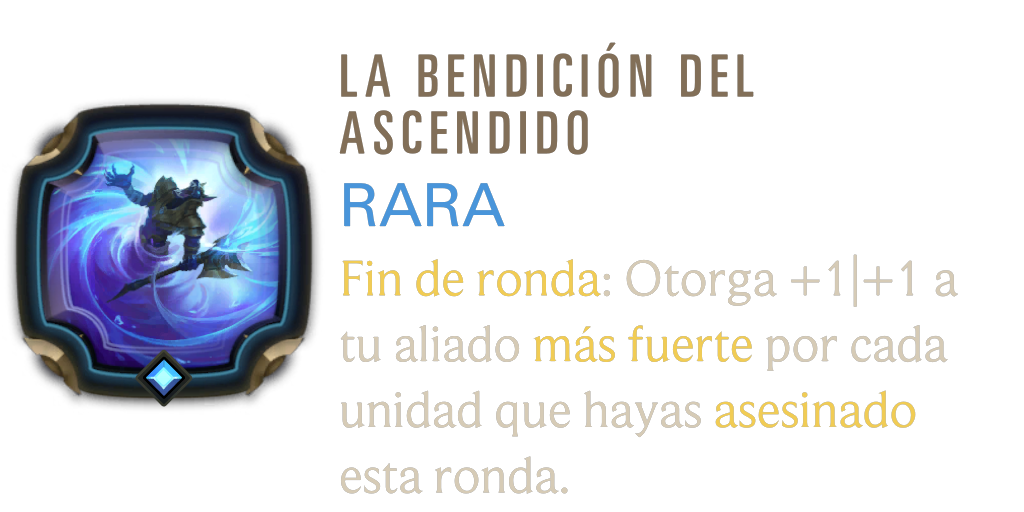 LA BENDICIÓN DEL
ASCENDIDO
RARA
Fin de ronda: Otorga +1|+1 a
tu aliado más fuerte por cada
unidad que hayas asesinado
esta ronda.